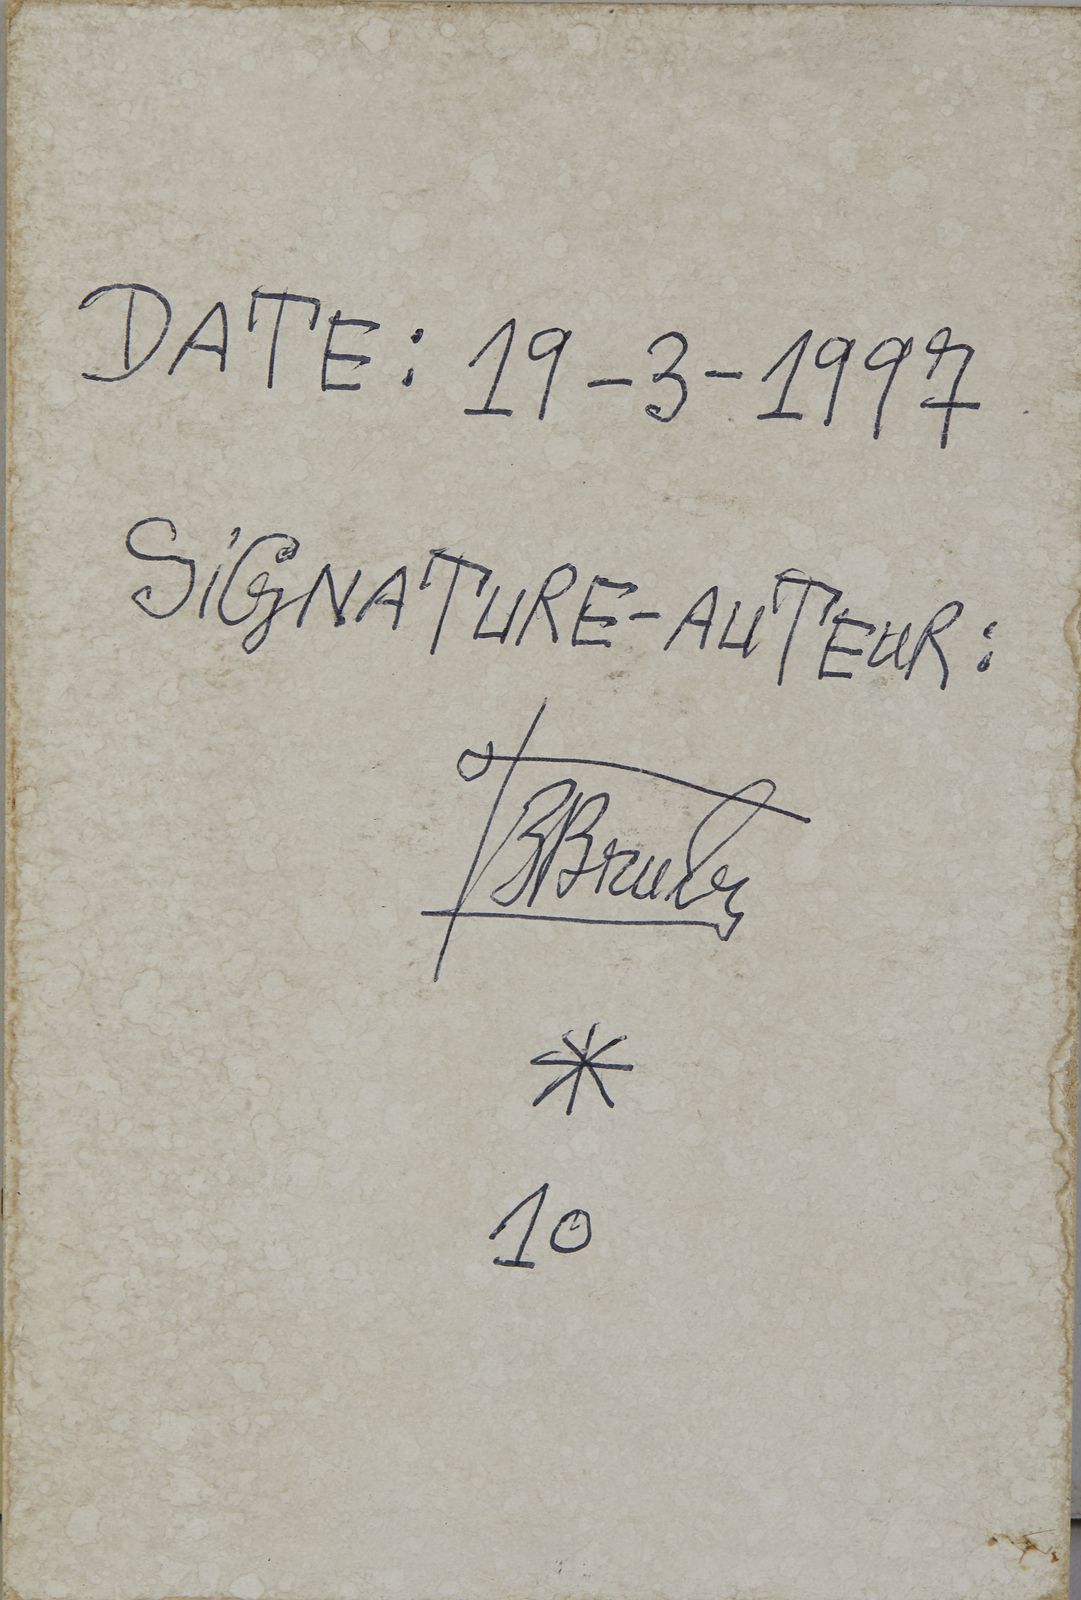 DATE: 19-3-1997
SiGNATURE-AUTEUR:
*
10